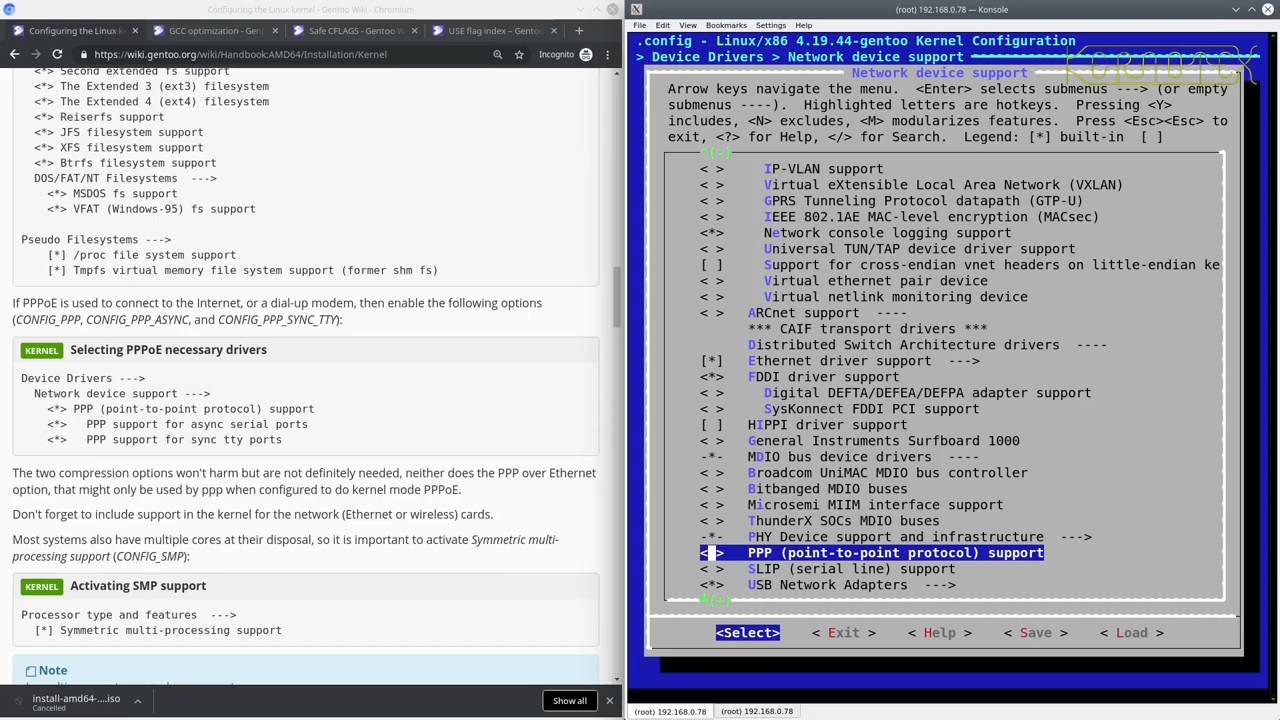 Configuring the Linux kernel - Gentoo Wiki - Chromium
Configuring the Linux k
GCC optimization - Gent
Safe CFLAGS - Gentoo W
USE flag index – Gentoo
https://wiki.gentoo.org/wiki/Handbook:AMD64/Installation/Kernel
Incognito
<*> Second extended fs support
<*> The Extended 3 (ext3) filesystem
<*> The Extended 4 (ext4) filesystem
<*> Reiserfs support
<*> JFS filesystem support
<*> XFS filesystem support
<*> Btrfs filesystem support
DOS/FAT/NT Filesystems --->
<*> MSDOS fs support
<*> VFAT (Windows-95) fs support
Pseudo Filesystems --->
[*] /proc file system support
[*] Tmpfs virtual memory file system support (former shm fs)
If PPPoE is used to connect to the Internet, or a dial-up modem, then enable the following options
(CONFIG_PPP, CONFIG_PPP_ASYNC, and CONFIG_PPP_SYNC_TTY):
KERNEL Selecting PPPoE necessary drivers
Device Drivers --->
Network device support --->
<*> PPP (point-to-point protocol) support
<*> PPP support for async serial ports
<*> PPP support for sync tty ports
The two compression options won't harm but are not definitely needed, neither does the PPP over Ethernet
option, that might only be used by ppp when configured to do kernel mode PPPoE.
Don't forget to include support in the kernel for the network (Ethernet or wireless) cards.
Most systems also have multiple cores at their disposal, so it is important to activate Symmetric multi-
processing support (CONFIG_SMP):
KERNEL Activating SMP support
Processor type and features --->
[*] Symmetric multi-processing support
Note
install-amd64-....iso
Cancelled
Show all
(root) 192.168.0.78 — Konsole
File Edit View Bookmarks Settings Help
.config - Linux/x86 4.19.44-gentoo Kernel Configuration
> Device Drivers > Network device support
Network device support
Arrow keys navigate the menu. <Enter> selects submenus ---> (or empty
submenus ----). Highlighted letters are hotkeys. Pressing <Y>
includes, <N> excludes, <M> modularizes features. Press <Esc><Esc> to
exit, <?> for Help, </> for Search. Legend: [*] built-in [ ]
^(-)
< > IP-VLAN support
< > Virtual eXtensible Local Area Network (VXLAN)
< > GPRS Tunneling Protocol datapath (GTP-U)
< > IEEE 802.1AE MAC-level encryption (MACsec)
<*> Network console logging support
< > Universal TUN/TAP device driver support
[ ] Support for cross-endian vnet headers on little-endian ke
< > Virtual ethernet pair device
< > Virtual netlink monitoring device
< > ARCnet support ----
*** CAIF transport drivers ***
Distributed Switch Architecture drivers ----
[*] Ethernet driver support --->
<*> FDDI driver support
< > Digital DEFTA/DEFEA/DEFPA adapter support
< > SysKonnect FDDI PCI support
[ ] HIPPI driver support
< > General Instruments Surfboard 1000
-*- MDIO bus device drivers ----
< > Broadcom UniMAC MDIO bus controller
< > Bitbanged MDIO buses
< > Microsemi MIIM interface support
< > ThunderX SOCs MDIO buses
-*- PHY Device support and infrastructure --->
< > PPP (point-to-point protocol) support
< > SLIP (serial line) support
<*> USB Network Adapters --->
(+)
<Select> < Exit > < Help > < Save > < Load >
(root) 192.168.0.78
(root) 192.168.0.78